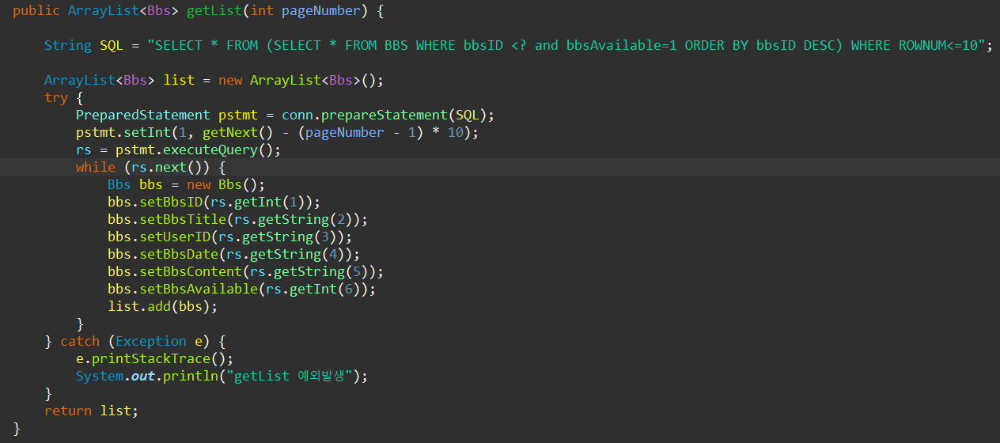 public ArrayList<Bbs> getList(int pageNumber) {
String SQL = "SELECT * FROM (SELECT * FROM BBS WHERE bbsID <? and bbsAvailable=1 ORDER BY bbsID DESC) WHERE ROWNUM<=10";
ArrayList<Bbs> list = new ArrayList<Bbs>();
try {
PreparedStatement pstmt = conn.prepareStatement(SQL);
pstmt.setInt(1, getNext() - (pageNumber - 1) * 10);
rs = pstmt.executeQuery();
while (rs.next()) {
Bbs bbs = new Bbs();
bbs.setBbsID(rs.getInt(1));
bbs.setBbsTitle(rs.getString(2));
bbs.setUserID(rs.getString(3));
bbs.setBbsDate(rs.getString(4));
bbs.setBbsContent(rs.getString(5));
bbs.setBbsAvailable(rs.getInt(6));
list.add(bbs);
}
} catch (Exception e) {
e.printStackTrace();
System.out.println("getList 예외발생");
}
return list;
}